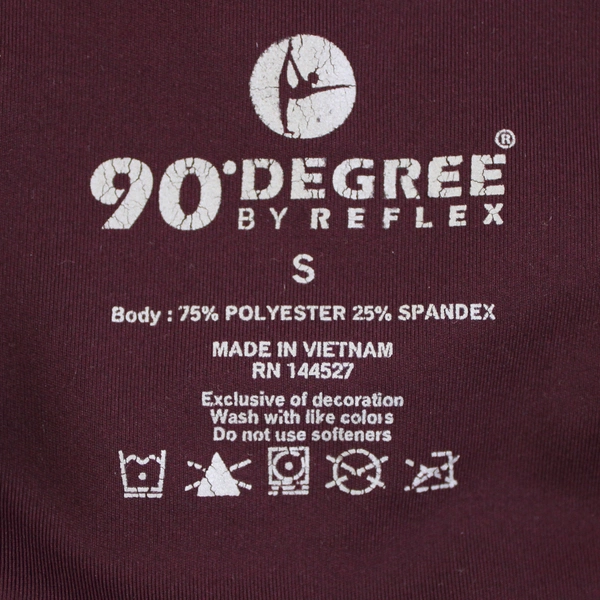 90°DEGREE®
BY REFLEX
S
Body : 75% POLYESTER 25% SPANDEX
MADE IN VIETNAM
RN 144527
Exclusive of decoration
Wash with like colors
Do not use softeners